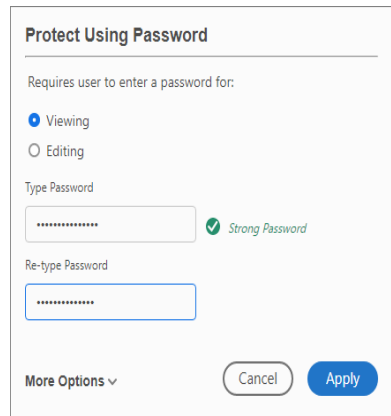 Protect Using Password
Requires user to enter a password for:
Viewing
Editing
Type Password
•••••••••••••••
Strong Password
Re-type Password
••••••••••••••
More Options
Cancel
Apply